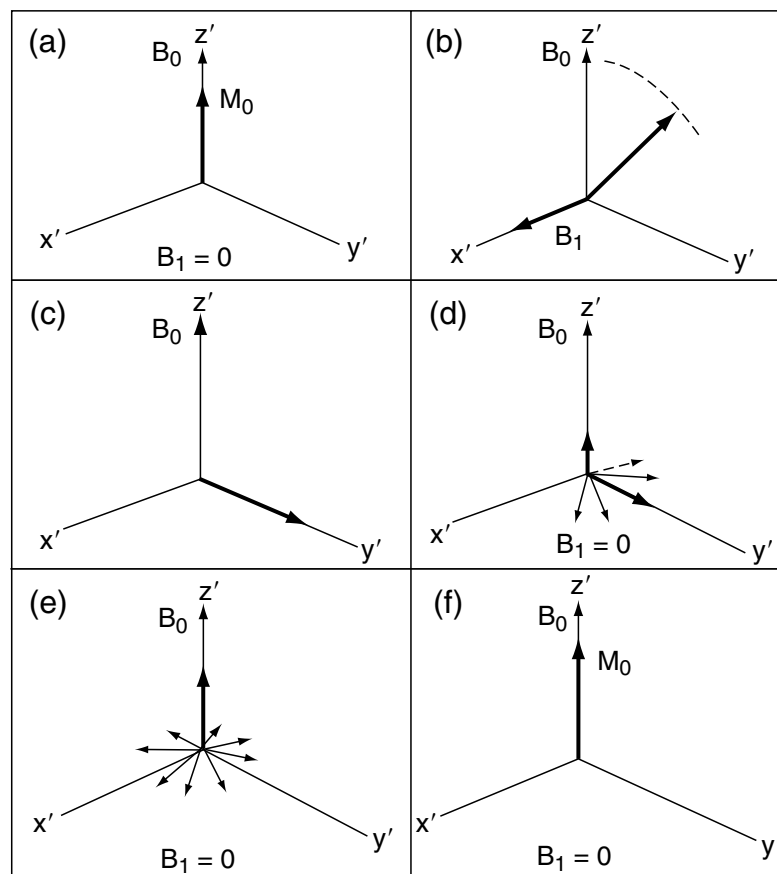 (a)
z′
B₀
M₀
x′
y′
B₁ = 0
(b)
z′
B₀
B₁
x′
y′
(c)
z′
B₀
x′
y′
(d)
z′
B₀
x′
y′
B₁ = 0
(e)
z′
B₀
x′
y′
B₁ = 0
(f)
z′
B₀
M₀
x′
y
B₁ = 0